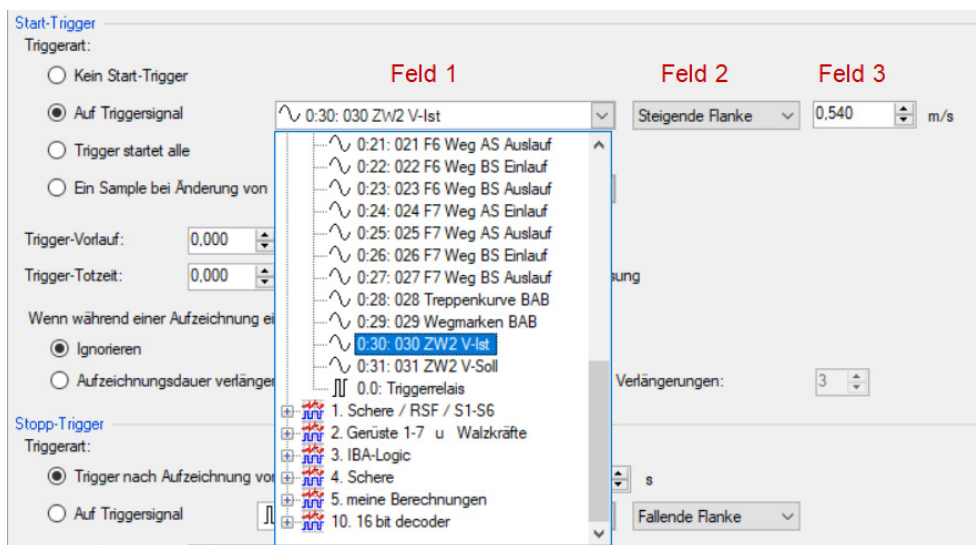 Start-Trigger
Triggerart:
Kein Start-Trigger
Feld 1 Feld 2 Feld 3
Auf Triggersignal 0:30: 030 ZW2 V-Ist Steigende Flanke 0,540 m/s
0:21: 021 F6 Weg AS Auslauf
Trigger startet alle
0:22: 022 F6 Weg BS Einlauf
Ein Sample bei Änderung von
0:23: 023 F6 Weg BS Auslauf
0:24: 024 F7 Weg AS Einlauf
Trigger-Vorlauf: 0,000
0:25: 025 F7 Weg AS Auslauf
0:26: 026 F7 Weg BS Einlauf
Trigger-Totzeit: 0,000
0:27: 027 F7 Weg BS Auslauf
0:28: 028 Treppenkurve BAB
Wenn während einer Aufzeichnung
0:29: 029 Wegmarken BAB
Ignorieren
0:30: 030 ZW2 V-Ist
0:31: 031 ZW2 V-Soll
Aufzeichnungsdauer
0.0: Triggerrelais
Verlängerungen: 3
1. Schere / RSF / S1-S6
Stopp-Trigger
2. Gerüste 1-7 u Walzkräfte
Triggerart:
3. IBA-Logic
Trigger nach Aufzeichnung
4. Schere
s
5. meine Berechnungen
Auf Triggersignal
10. 16 bit decoder
Fallende Flanke